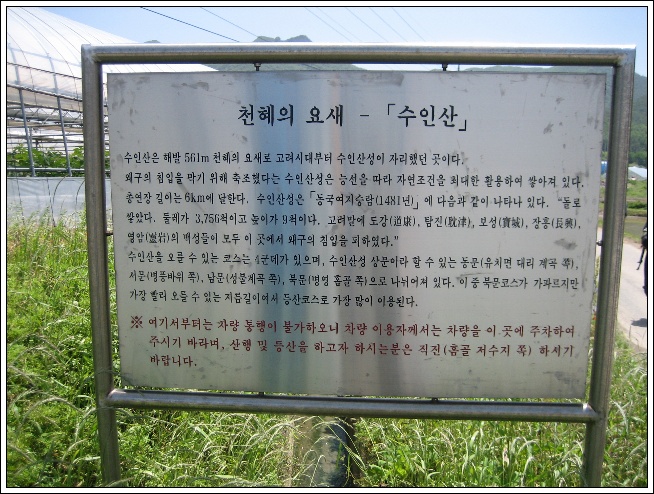 천혜의 요새 - 「수인산」
수인산은 해발 561m 천혜의 요새로 고려시대부터 수인산성이 자리했던 곳이다.
왜구의 침입을 막기 위해 축조했다는 수인산성은 능선을 따라 자연조건을 최대한 활용하여 쌓아져 있다.
총연장 길이는 6km에 달한다. 수인산성은 「동국여지승람(1481년)」에 다음과 같이 나타나 있다. "돌로
쌓았다. 둘레가 3,756척이고 높이가 9척이다. 고려말에 도강(道康), 탐진(耽津), 보성(寶城), 장흥(長興),
영암(靈岩)의 백성들이 모두 이 곳에서 왜구의 침입을 피하였다."
수인산을 오를 수 있는 코스는 4군데가 있으며, 수인산성 삼문이라 할 수 있는 동문(유치면 대리 계곡 쪽),
서문(병풍바위 쪽), 남문(성불계곡 쪽), 북문(병영 홈골 쪽)으로 나뉘어져 있다. 이 중 북문코스가 가파르지만
가장 빨리 오를 수 있는 지름길이어서 등산코스로 가장 많이 이용된다.
※ 여기서부터는 차량 통행이 불가하오니 차량 이용자께서는 차량을 이 곳에 주차하여
주시기 바라며, 산행 및 등산을 하고자 하시는분은 직진(홈골 저수지 쪽) 하세기
바랍니다.